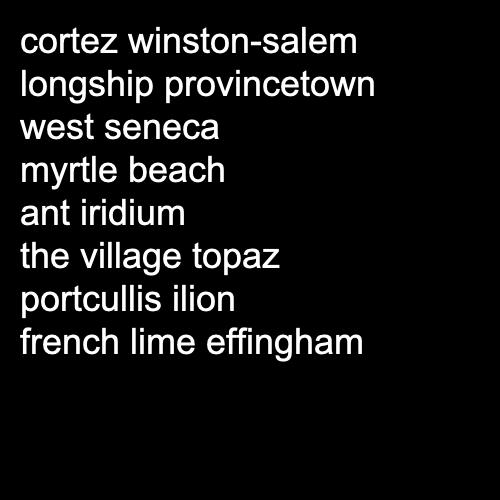 cortez winston-salem
longship provincetown
west seneca
myrtle beach
ant iridium
the village topaz
portcullis ilion
french lime effingham